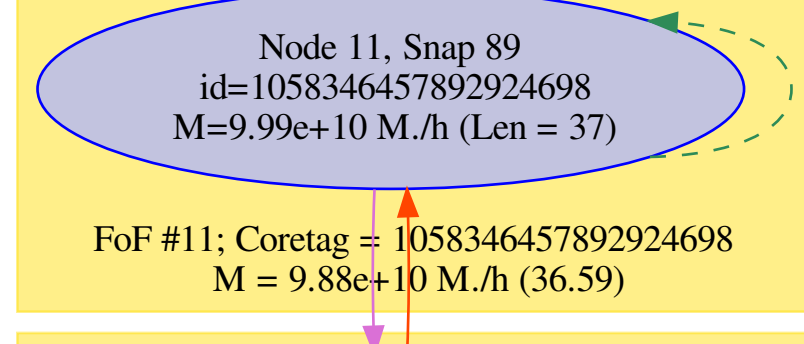 Node 11, Snap 89
id=1058346457892924698
M=9.99e+10 M./h (Len = 37)
FoF #11; Coretag = 1058346457892924698
M = 9.88e+10 M./h (36.59)